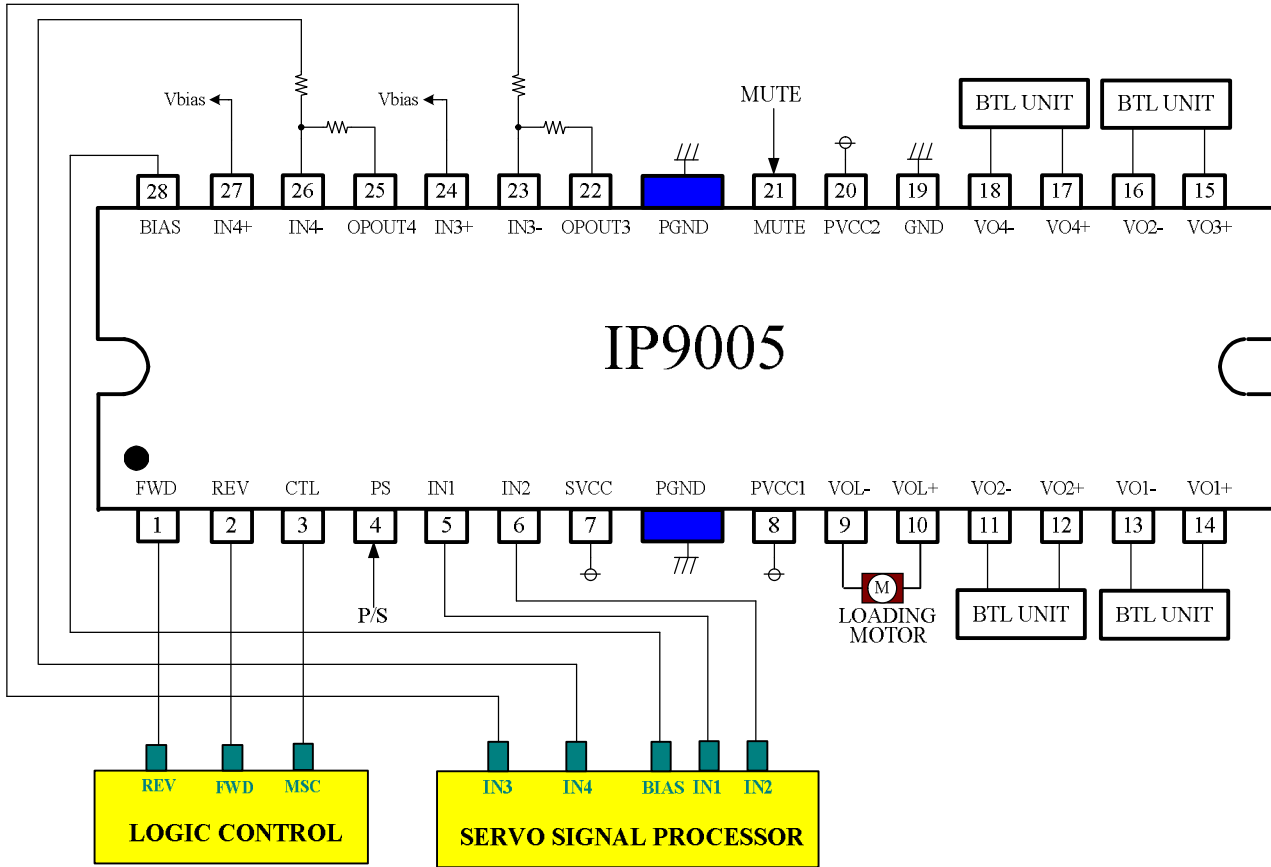 MUTE
BTL UNIT
BTL UNIT
Vbias
Vbias
28 27 26 25 24 23 22 21 20 19 18 17 16 15
BIAS IN4+ IN4- OPOUT4 IN3+ IN3- OPOUT3 PGND MUTE PVCC2 GND VO4- VO4+ VO2- VO3+
IP9005
FWD REV CTL PS IN1 IN2 SVCC PGND PVCC1 VOL- VOL+ VO2- VO2+ VO1- VO1+
1 2 3 4 5 6 7 8 9 10 11 12 13 14
P/S
M
LOADING
MOTOR
BTL UNIT
BTL UNIT
REV FWD MSC
LOGIC CONTROL
IN3 IN4 BIAS IN1 IN2
SERVO SIGNAL PROCESSOR